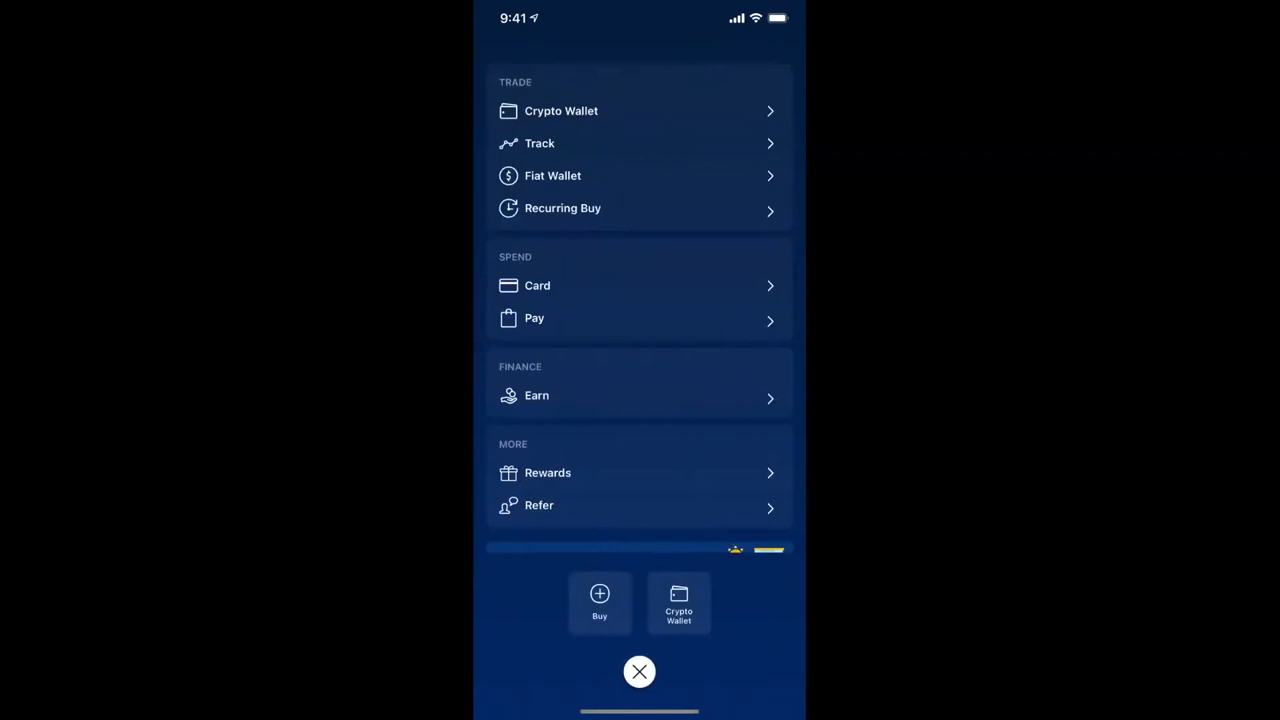 9:41
TRADE
Crypto Wallet
Track
Fiat Wallet
Recurring Buy
SPEND
Card
Pay
FINANCE
Earn
MORE
Rewards
Refer
Buy
Crypto
Wallet